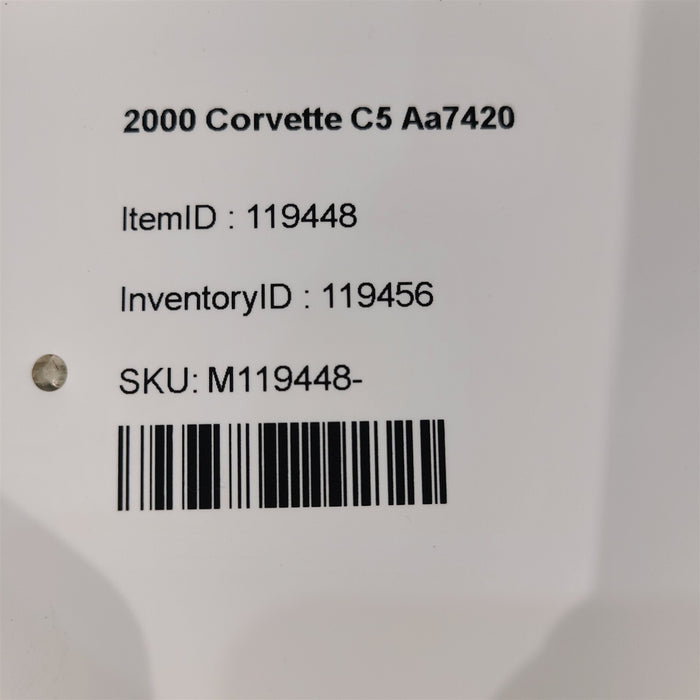 2000 Corvette C5 Aa7420
ItemID : 119448
InventoryID : 119456
SKU: M119448-